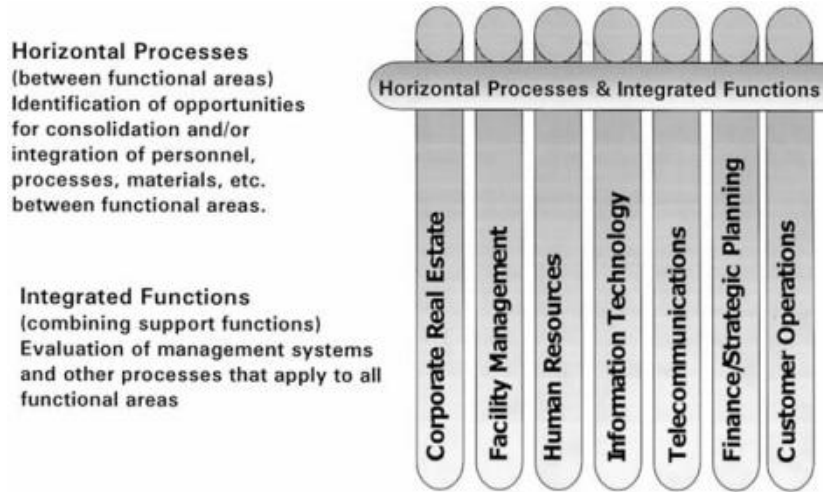 Horizontal Processes
(between functional areas)
Identification of opportunities
for consolidation and/or
integration of personnel,
processes, materials, etc.
between functional areas.
Integrated Functions
(combining support functions)
Evaluation of management systems
and other processes that apply to all
functional areas
Horizontal Processes & Integrated Functions
Corporate Real Estate
Facility Management
Human Resources
Information Technology
Telecommunications
Finance/Strategic Planning
Customer Operations